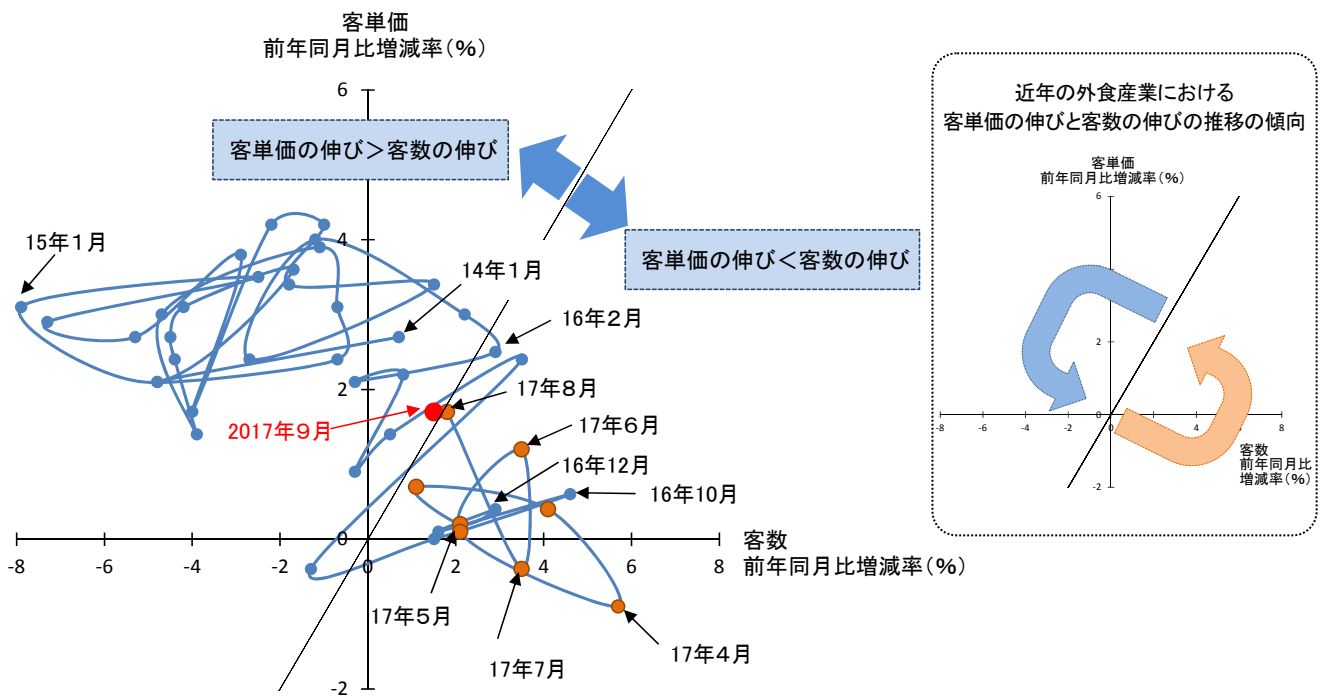 客単価
前年同月比増減率（%）
6
客単価の伸び＞客数の伸び
客単価の伸び＜客数の伸び
15年１月
4
14年１月
16年２月
2
17年８月
2017年９月
17年６月
16年12月
16年10月
0
-8
-6
-4
-2
0
2
4
6
8
客数
前年同月比増減率（%）
17年５月
17年７月
17年４月
-2
近年の外食産業における
客単価の伸びと客数の伸びの推移の傾向
客単価
前年同月比増減率（%）
6
4
2
0
-4
-2
0
2
4
6
8
客数
前年同月比
増減率（%）
-2